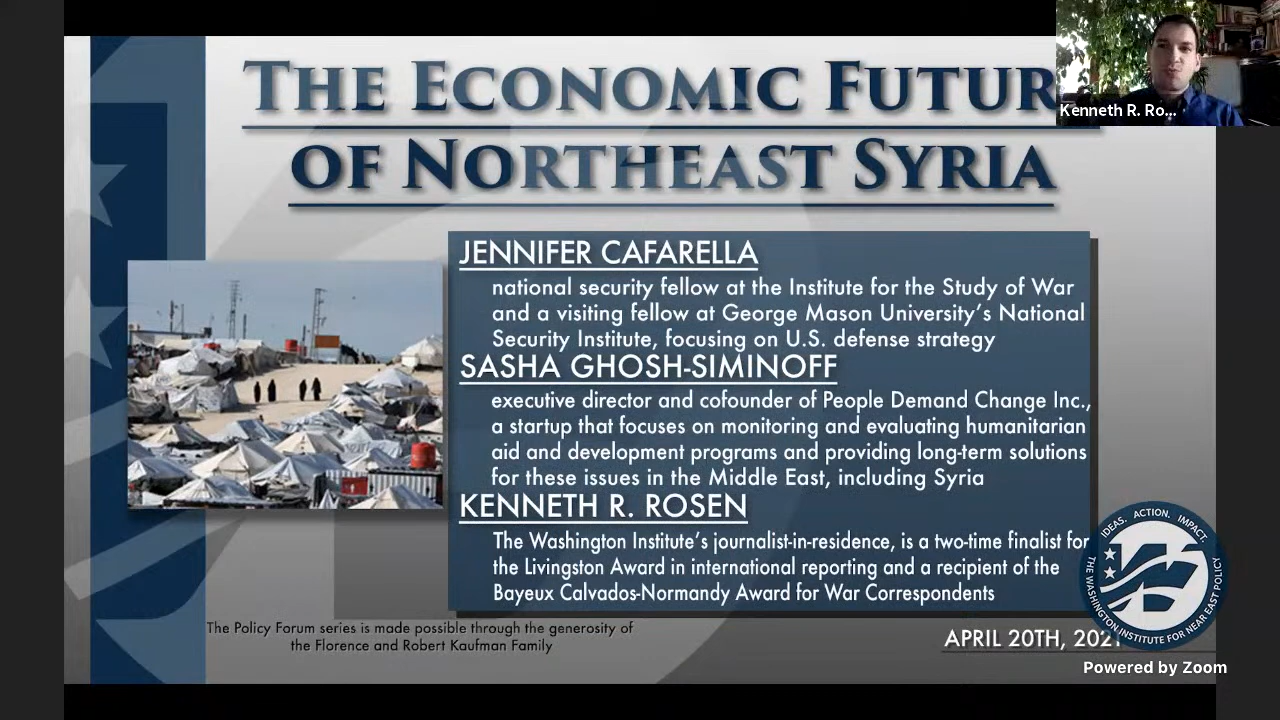 THE ECONOMIC FUTUR
OF NORTHEAST SYRIA
Kenneth R. Ro...
JENNIFER CAFARELLA
national security fellow at the Institute for the Study of War
and a visiting fellow at George Mason University's National
Security Institute, focusing on U.S. defense strategy
SASHA GHOSH-SIMINOFF
executive director and cofounder of People Demand Change Inc.,
a startup that focuses on monitoring and evaluating humanitarian
aid and development programs and providing long-term solutions
for these issues in the Middle East, including Syria
KENNETH R. ROSEN
The Washington Institute's journalist-in-residence, is a two-time finalist for
the Livingston Award in international reporting and a recipient of the
Bayeux Calvados-Normandy Award for War Correspondents
The Policy Forum series is made possible through the generosity of
the Florence and Robert Kaufman Family
APRIL 20TH, 2021
IDEAS. ACTION. IMPACT.
THE WASHINGTON INSTITUTE FOR NEAR EAST POLICY
Powered by Zoom